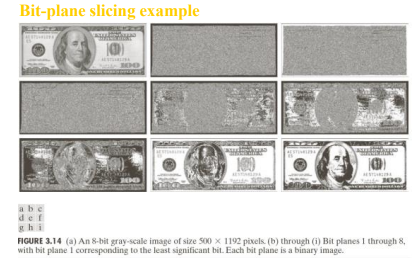 Bit-plane slicing example
100
a b c
d e f
g h i
FIGURE 3.14 (a) An 8-bit gray-scale image of size 500 × 1192 pixels. (b) through (i) Bit planes 1 through 8,
with bit plane 1 corresponding to the least significant bit. Each bit plane is a binary image.